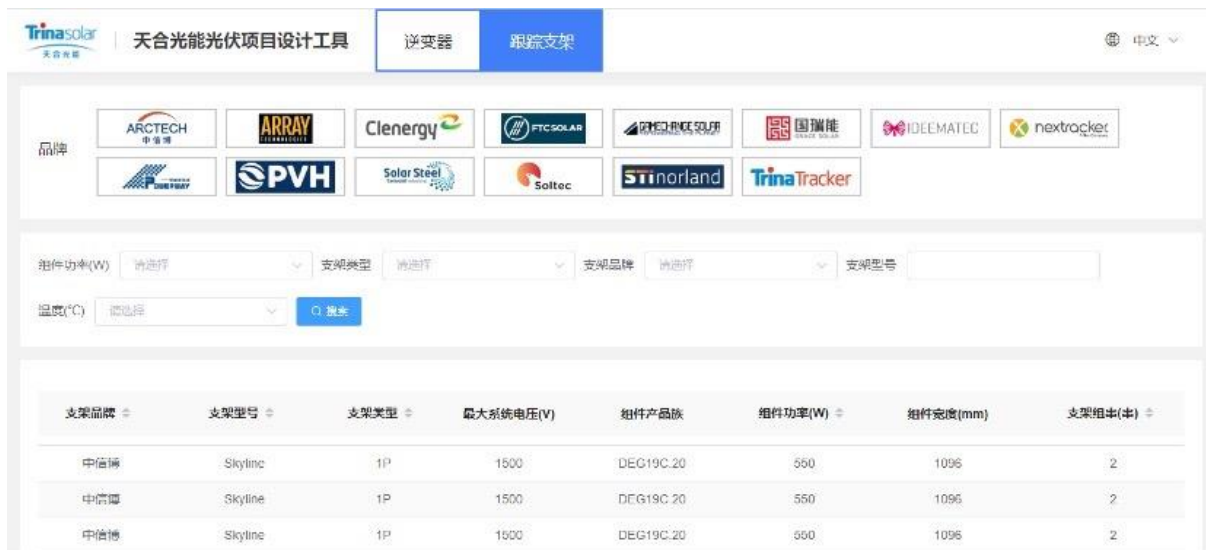 Trinasolar 天合光能光伏项目设计工具 逆变器 跟踪支架 中文
天合光能
品牌
ARCTECH 中信博 ARRAY TECHNOLOGIES Clenergy FTCSOLAR GAMECHANGE SOLAR 国瑞能 IDEEMATEC nextracker
PVH Solar Steel Soltec STi norland TrinaTracker
组件功率(W) 请选择 支架类型 请选择 支架品牌 请选择 支架型号
温度(°C) 请选择 搜索
支架品牌 支架型号 支架类型 最大系统电压(V) 组件产品族 组件功率(W) 组件宽度(mm) 支架组串(串)
中信博 Skyline 1P 1500 DEG19C.20 550 1096 2
中信博 Skyline 1P 1500 DEG19C.20 550 1096 2
中信博 Skyline 1P 1500 DEG19C.20 550 1096 2